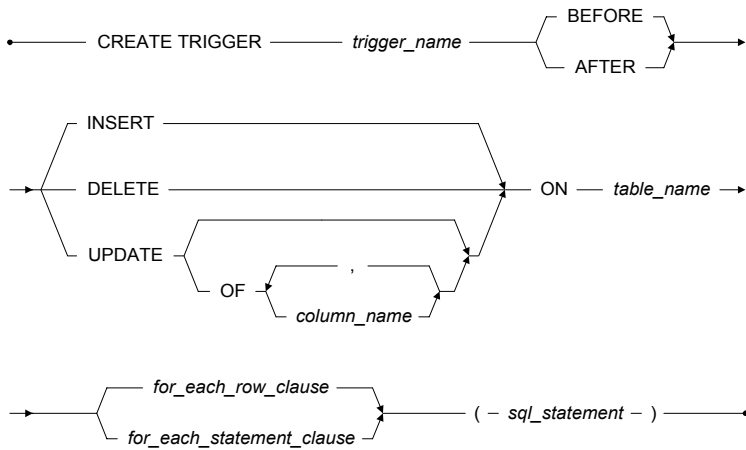 BEFORE
CREATE TRIGGER trigger_name
AFTER
INSERT
DELETE ON table_name
UPDATE
,
OF
column_name
for_each_row_clause
( sql_statement )
for_each_statement_clause